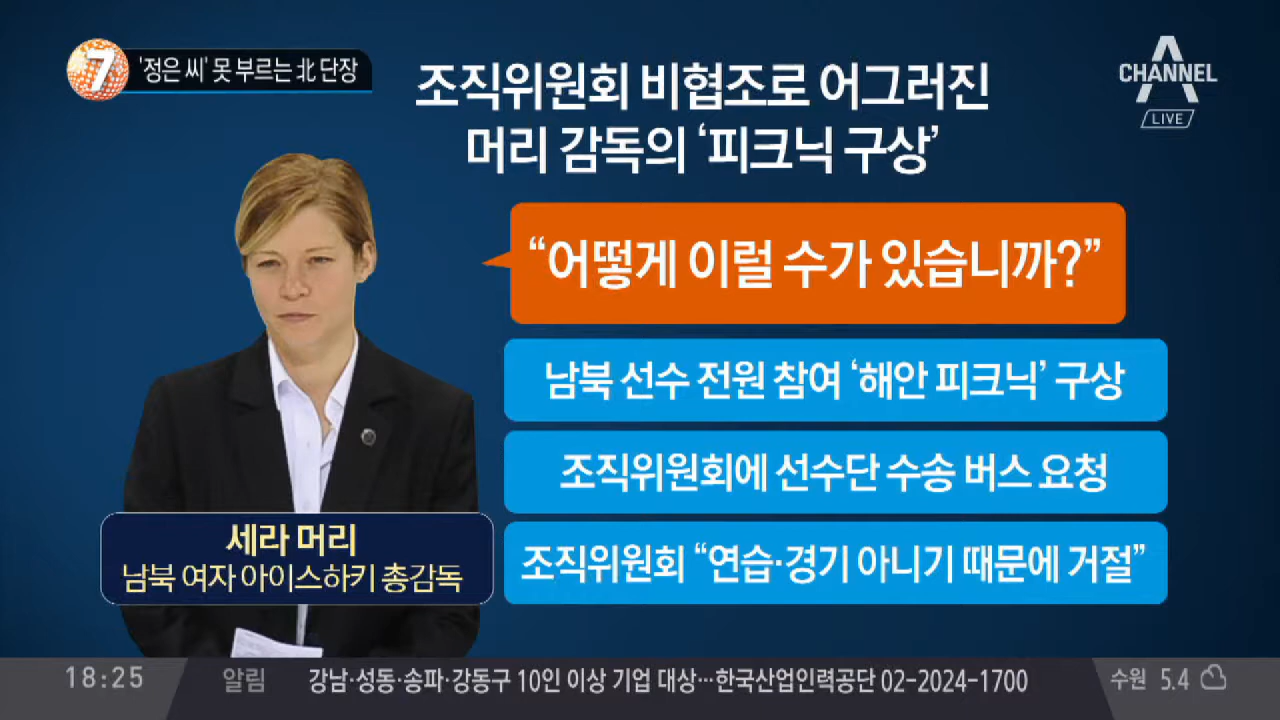 7
'정은 씨' 못 부르는 北 단장
CHANNEL A
LIVE
조직위원회 비협조로 어그러진
머리 감독의 ‘피크닉 구상’
“어떻게 이럴 수가 있습니까?”
남북 선수 전원 참여 ‘해안 피크닉’ 구상
조직위원회에 선수단 수송 버스 요청
조직위원회 “연습·경기 아니기 때문에 거절”
세라 머리
남북 여자 아이스하키 총감독
18:25
알림
강남·성동·송파·강동구 10인 이상 기업 대상…한국산업인력공단 02-2024-1700
수원 5.4